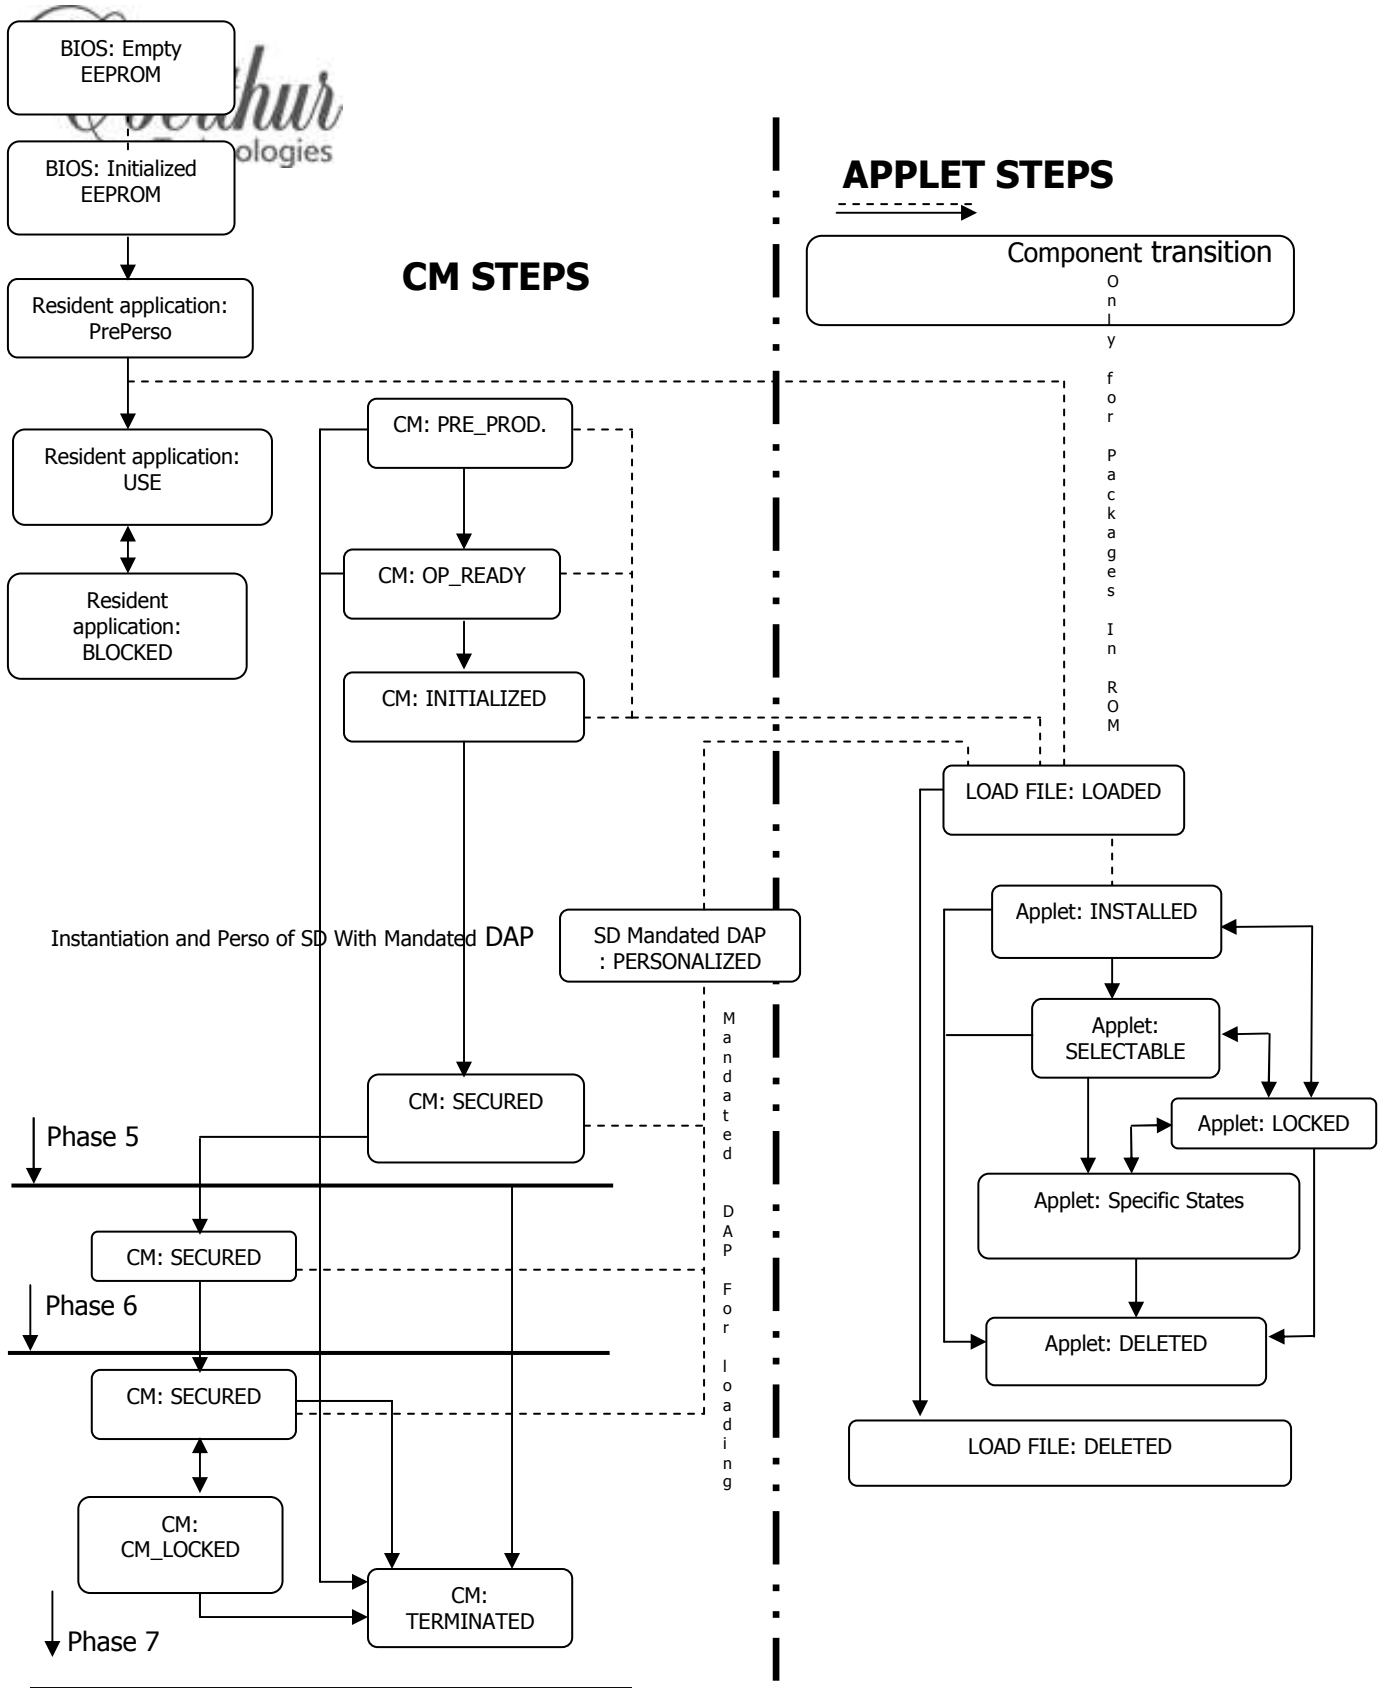 BIOS: Empty
EEPROM
BIOS: Initialized
EEPROM
ologies
APPLET STEPS
Component transition
CM STEPS
Resident application:
PrePerso
Only for Packages In ROM
CM: PRE_PROD.
Resident application:
USE
CM: OP_READY
Resident
application:
BLOCKED
CM: INITIALIZED
LOAD FILE: LOADED
Instantiation and Perso of SD With Mandated DAP
SD Mandated DAP
: PERSONALIZED
Applet: INSTALLED
Mandated DAP For loading
Applet:
SELECTABLE
CM: SECURED
Applet: LOCKED
Phase 5
Applet: Specific States
CM: SECURED
Phase 6
Applet: DELETED
CM: SECURED
LOAD FILE: DELETED
CM:
CM_LOCKED
CM:
TERMINATED
Phase 7